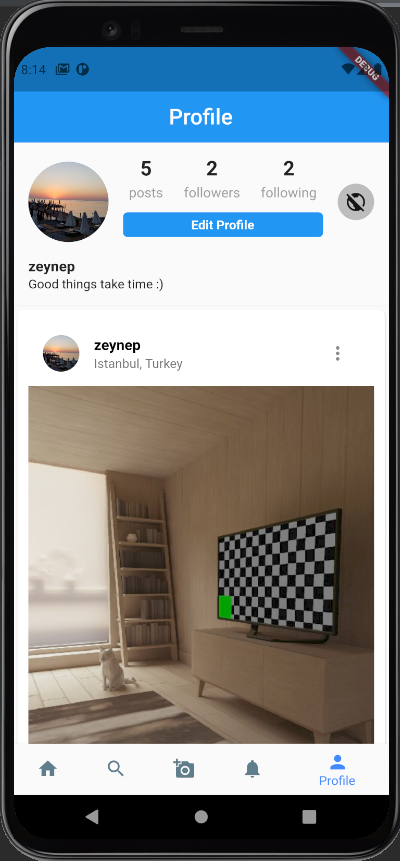 8:14
DEBUG
Profile
5
2
2
posts
followers
following
Edit Profile
zeynep
Good things take time :)
zeynep
Istanbul, Turkey
Profile